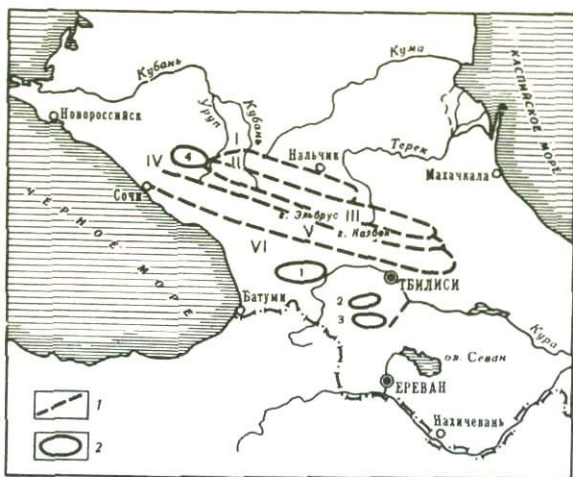 Кубань
Кума
КАСПИЙСКОЕ МОРЕ
Новороссийск
Уруп
Кубань
I
Терек
IV
4
II
Нальчик
Махачкала
Сочи
г. Эльбрус
III
V
г. Казбек
VI
ЧЕРНОЕ МОРЕ
1
ТБИЛИСИ
Батуми
2
3
Кура
оз. Севан
ЕРЕВАН
Нахичевань
1
2